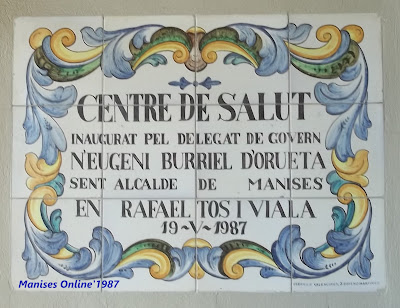 CENTRE DE SALUT
INAUGURAT PEL DELEGAT DE GOVERN
N'EUGENI BURRIEL D'ORUETA
SENT ALCALDE DE MANISES
EN RAFAEL TOS I VIALA
19-V-1987
Manises Online'1987